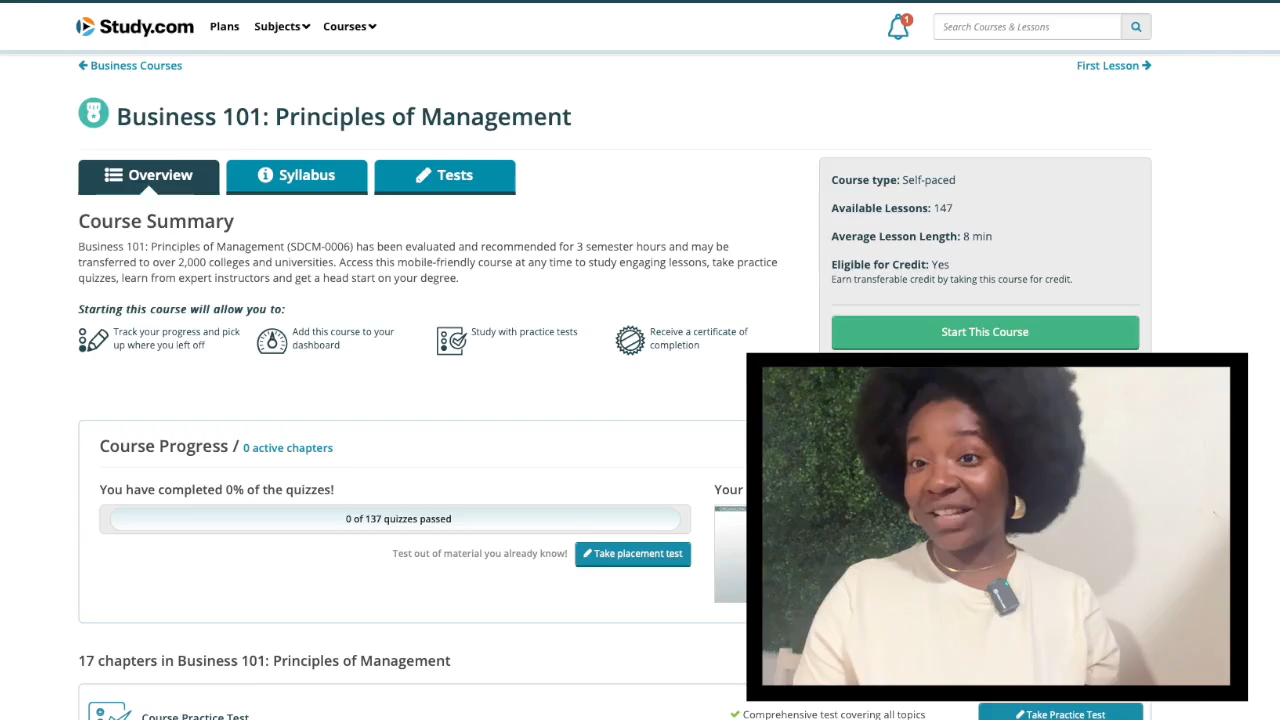 Study.com
Plans
Subjects
Courses
1
Search Courses & Lessons
Business Courses
First Lesson
Business 101: Principles of Management
Overview
Syllabus
Tests
Course Summary
Business 101: Principles of Management (SDCM-0006) has been evaluated and recommended for 3 semester hours and may be
transferred to over 2,000 colleges and universities. Access this mobile-friendly course at any time to study engaging lessons, take practice
quizzes, learn from expert instructors and get a head start on your degree.
Starting this course will allow you to:
Track your progress and pick
up where you left off
Add this course to your
dashboard
Study with practice tests
Receive a certificate of
completion
Course type: Self-paced
Available Lessons: 147
Average Lesson Length: 8 min
Eligible for Credit: Yes
Earn transferable credit by taking this course for credit.
Start This Course
Course Progress / 0 active chapters
You have completed 0% of the quizzes!
0 of 137 quizzes passed
Test out of material you already know!
Take placement test
Your
17 chapters in Business 101: Principles of Management
Course Practice Test
Comprehensive test covering all topics
Take Practice Test